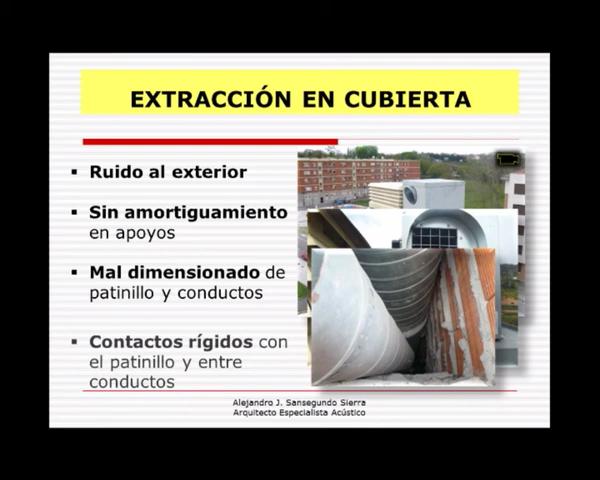 EXTRACCIÓN EN CUBIERTA
▪ Ruido al exterior
▪ Sin amortiguamiento
en apoyos
▪ Mal dimensionado de
patinillo y conductos
▪ Contactos rígidos con
el patinillo y entre
conductos
Alejandro J. Sansegundo Sierra
Arquitecto Especialista Acústico